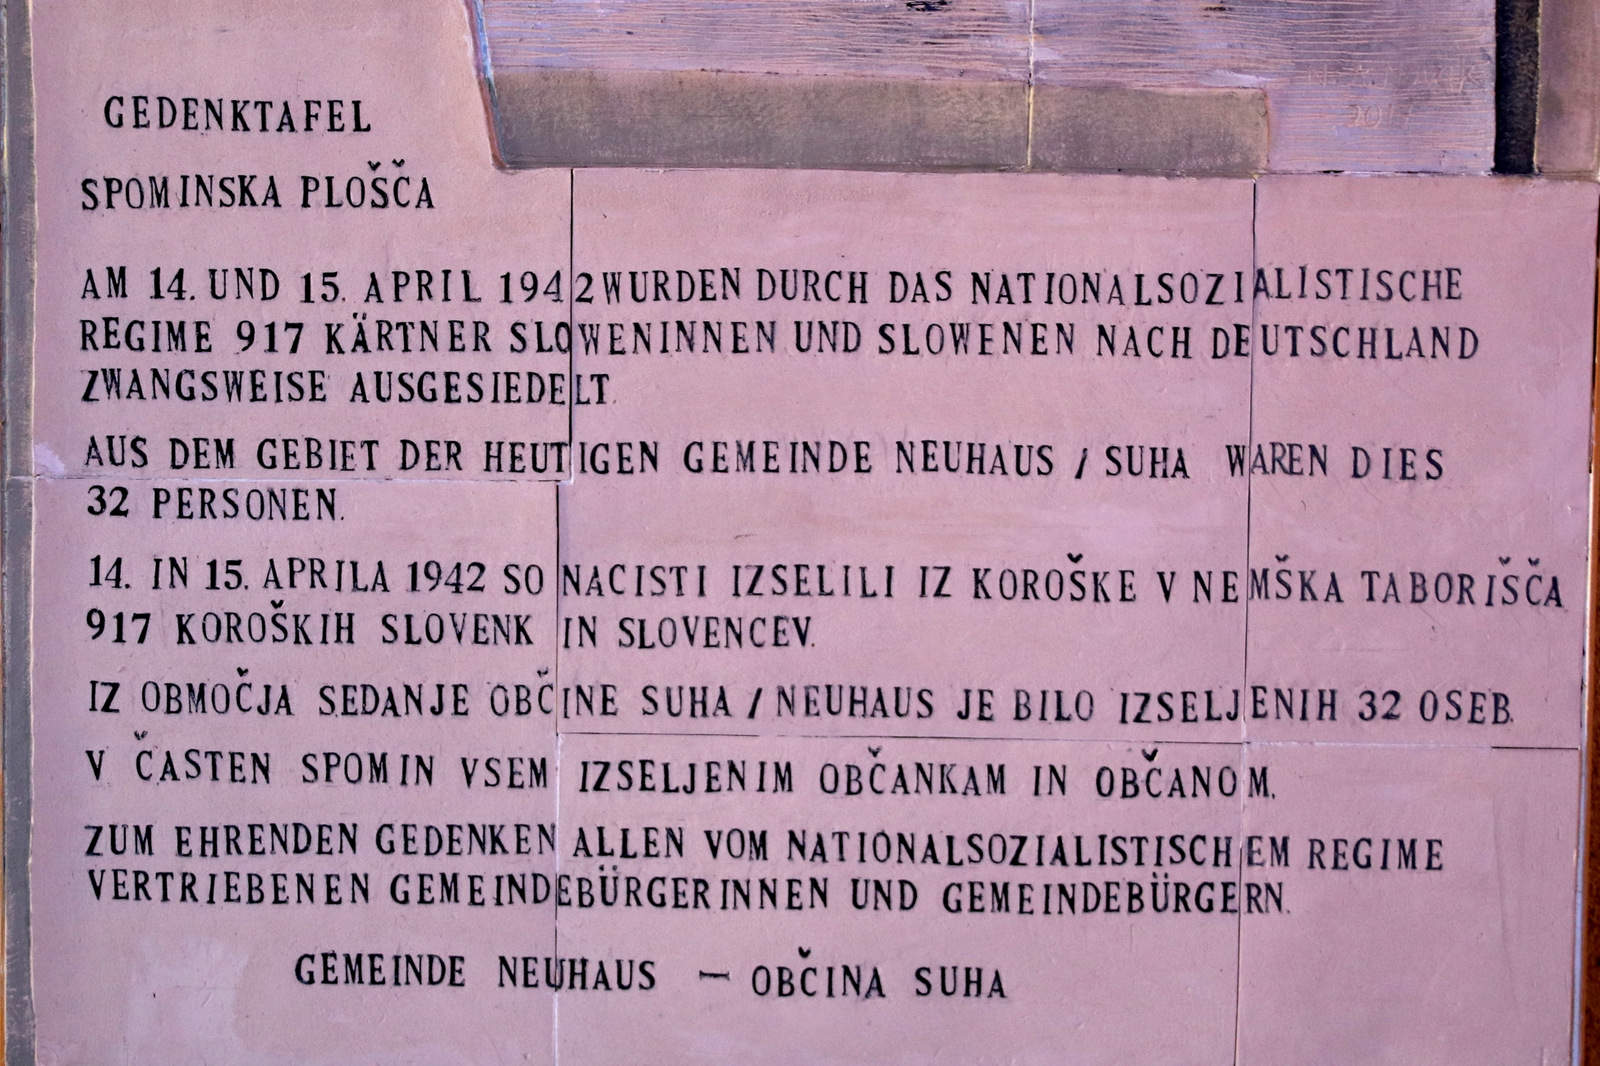 GEDENKTAFEL
SPOMINSKA PLOŠČA
AM 14. UND 15. APRIL 1942 WURDEN DURCH DAS NATIONALSOZIALISTISCHE
REGIME 917 KÄRTNER SLOWENINNEN UND SLOWENEN NACH DEUTSCHLAND
ZWANGSWEISE AUSGESIEDELT.
AUS DEM GEBIET DER HEUTIGEN GEMEINDE NEUHAUS / SUHA WAREN DIES
32 PERSONEN.
14. IN 15. APRILA 1942 SO NACISTI IZSELILI IZ KOROŠKE V NEMŠKA TABORIŠČA
917 KOROŠKIH SLOVENK IN SLOVENCEV.
IZ OBMOČJA SEDANJE OBČINE SUHA / NEUHAUS JE BILO IZSELJENIH 32 OSEB.
V ČASTEN SPOMIN VSEM IZSELJENIM OBČANKAM IN OBČANOM.
ZUM EHRENDEN GEDENKEN ALLEN VOM NATIONALSOZIALISTISCHEM REGIME
VERTRIEBENEN GEMEINDEBÜRGERINNEN UND GEMEINDEBÜRGERN.
GEMEINDE NEUHAUS – OBČINA SUHA